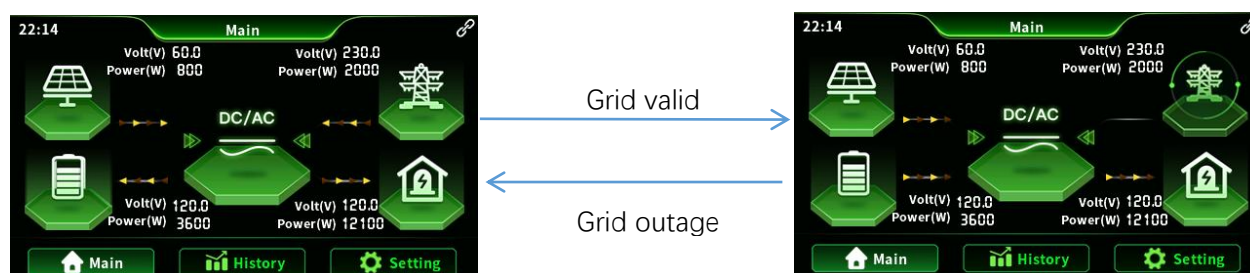 22:14 Main
Volt(V) 60.0 Volt(V) 230.0
Power(W) 800 Power(W) 2000
DC/AC
Volt(V) 120.0 Volt(V) 120.0
Power(W) 3600 Power(W) 12100
Main History Setting
Grid valid
Grid outage
22:14 Main
Volt(V) 60.0 Volt(V) 230.0
Power(W) 800 Power(W) 2000
DC/AC
Volt(V) 120.0 Volt(V) 120.0
Power(W) 3600 Power(W) 12100
Main History Setting